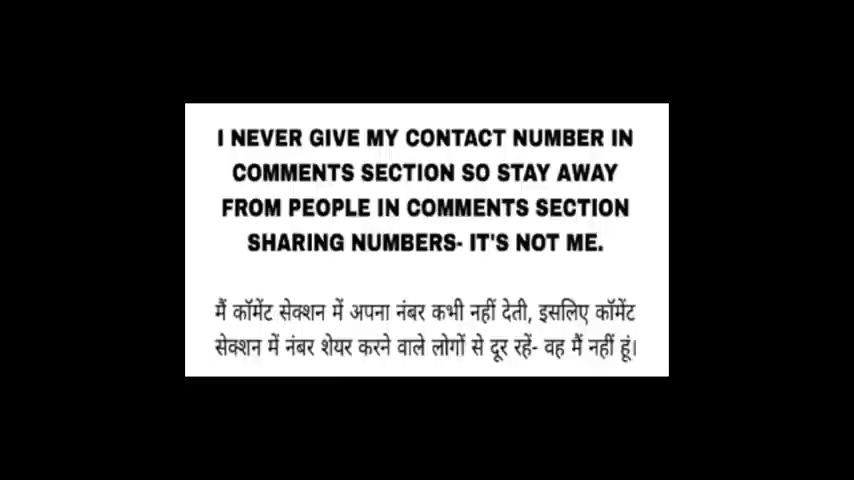 I NEVER GIVE MY CONTACT NUMBER IN
COMMENTS SECTION SO STAY AWAY
FROM PEOPLE IN COMMENTS SECTION
SHARING NUMBERS- IT'S NOT ME.
मैं कॉमेंट सेक्शन में अपना नंबर कभी नहीं देती, इसलिए कॉमेंट
सेक्शन में नंबर शेयर करने वाले लोगों से दूर रहें- वह मैं नहीं हूं।